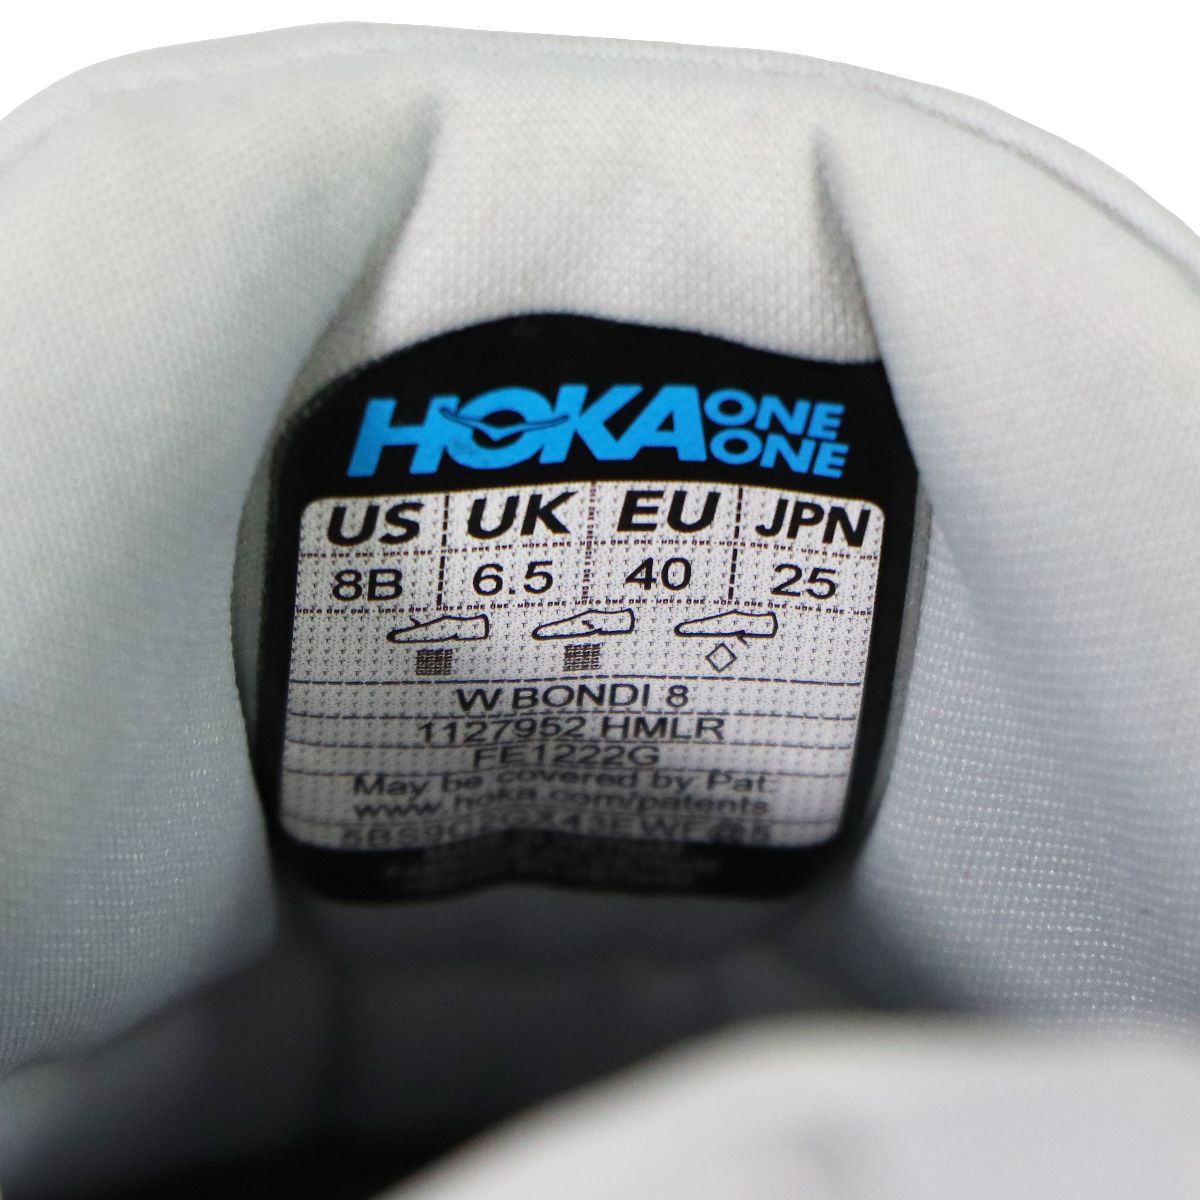 HOKA ONE ONE
US UK EU JPN
8B 6.5 40 25
W BONDI 8
1127952 HMLR
FE1222G
May be covered by Pat:
www.hoka.com/patents